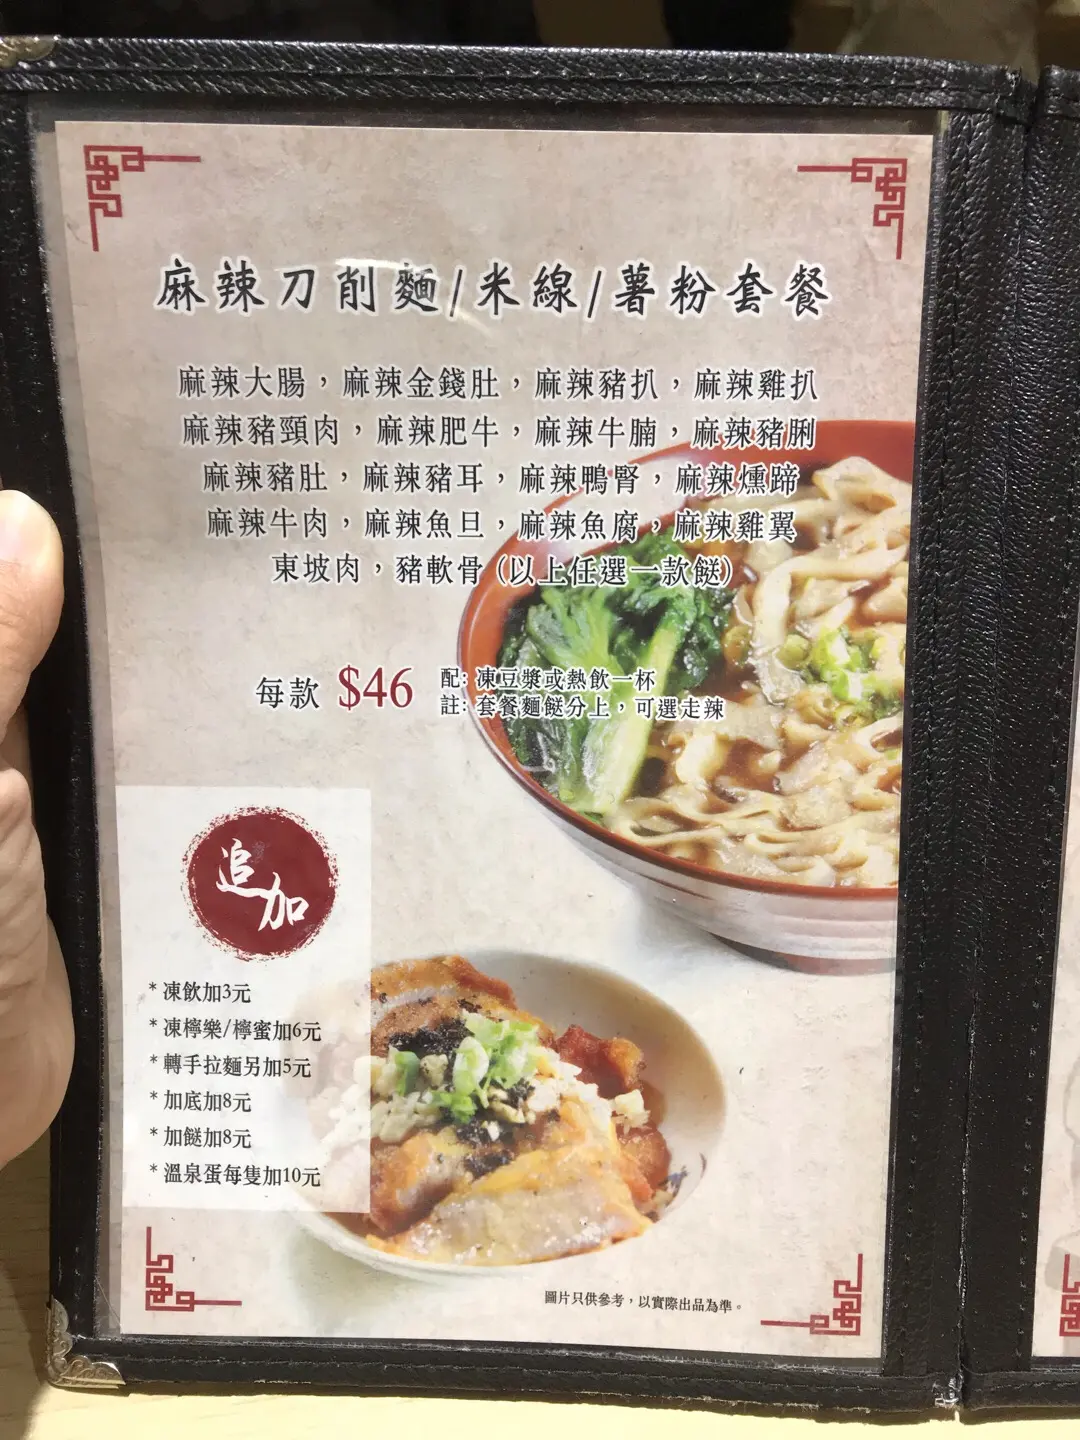 麻辣刀削麵/米線/薯粉套餐
麻辣大腸，麻辣金錢肚，麻辣豬扒，麻辣雞扒
麻辣豬頸肉，麻辣肥牛，麻辣牛腩，麻辣豬脷
麻辣豬肚，麻辣豬耳，麻辣鴨腎，麻辣燻蹄
麻辣牛肉，麻辣魚旦，麻辣魚腐，麻辣雞翼
東坡肉，豬軟骨 (以上任選一款餸)
每款 $46
配: 凍豆漿或熱飲一杯
註: 套餐麵餸分上，可選走辣
追加
* 凍飲加3元
* 凍檸樂/檸蜜加6元
* 轉手拉麵另加5元
* 加底加8元
* 加餸加8元
* 溫泉蛋每隻加10元
圖片只供參考，以實際出品為準。